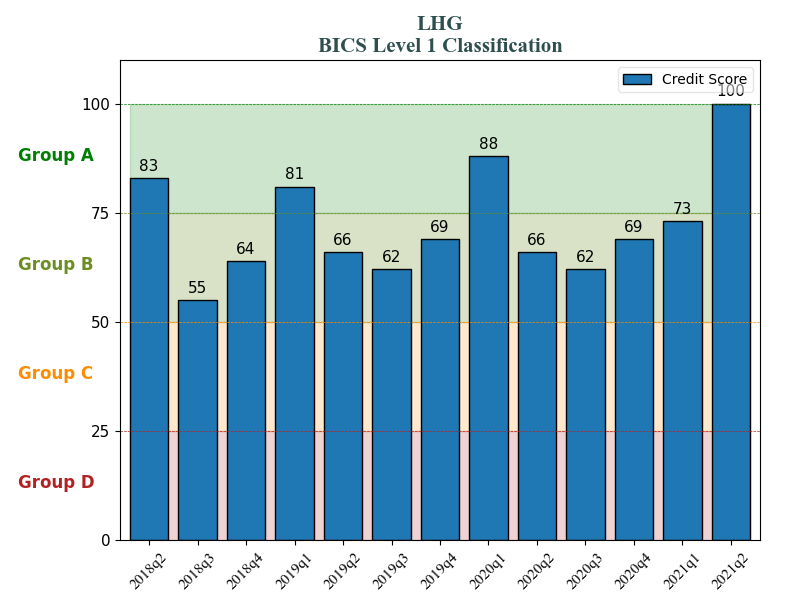 LHG
BICS Level 1 Classification
Credit Score
100
100
Group A
88
83
81
75
73
69
69
66
66
64
62
62
Group B
55
50
Group C
25
Group D
0
2018q2 2018q3 2018q4 2019q1 2019q2 2019q3 2019q4 2020q1 2020q2 2020q3 2020q4 2021q1 2021q2